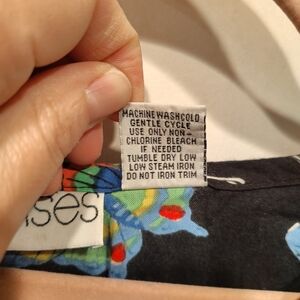 MACHINE WASH COLD
GENTLE CYCLE
USE ONLY NON-
CHLORINE BLEACH
IF NEEDED
TUMBLE DRY LOW
LOW STEAM IRON
DO NOT IRON TRIM
ses